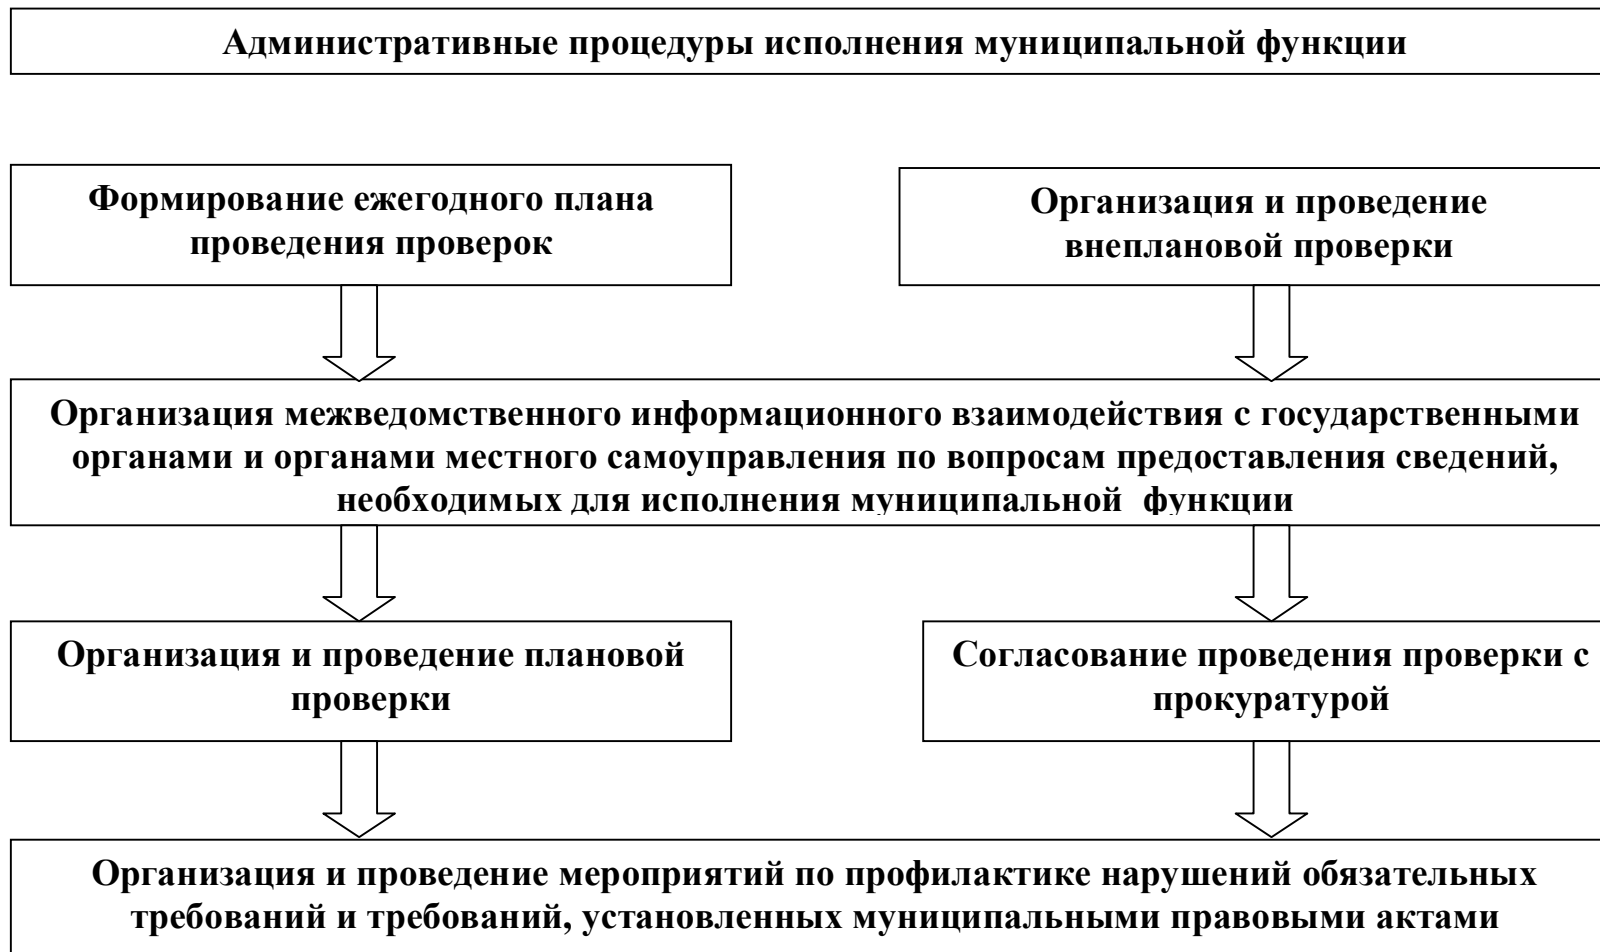 Административные процедуры исполнения муниципальной функции
Формирование ежегодного плана
проведения проверок
Организация и проведение
внеплановой проверки
Организация межведомственного информационного взаимодействия с государственными
органами и органами местного самоуправления по вопросам предоставления сведений,
необходимых для исполнения муниципальной функции
Организация и проведение плановой
проверки
Согласование проведения проверки с
прокуратурой
Организация и проведение мероприятий по профилактике нарушений обязательных
требований и требований, установленных муниципальными правовыми актами